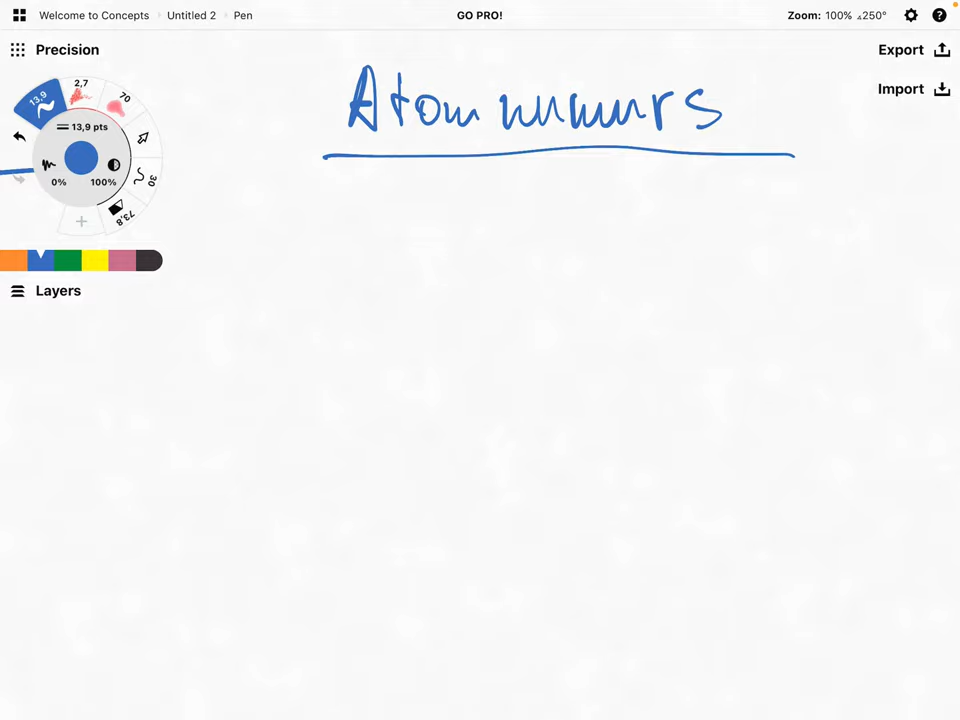 Welcome to Concepts Untitled 2 Pen
GO PRO!
Zoom: 100% ⊿250°
Precision
Export
Import
13,9
2,7
70
13,9 pts
0%
100%
30
73,8
Layers
Atomnumurs